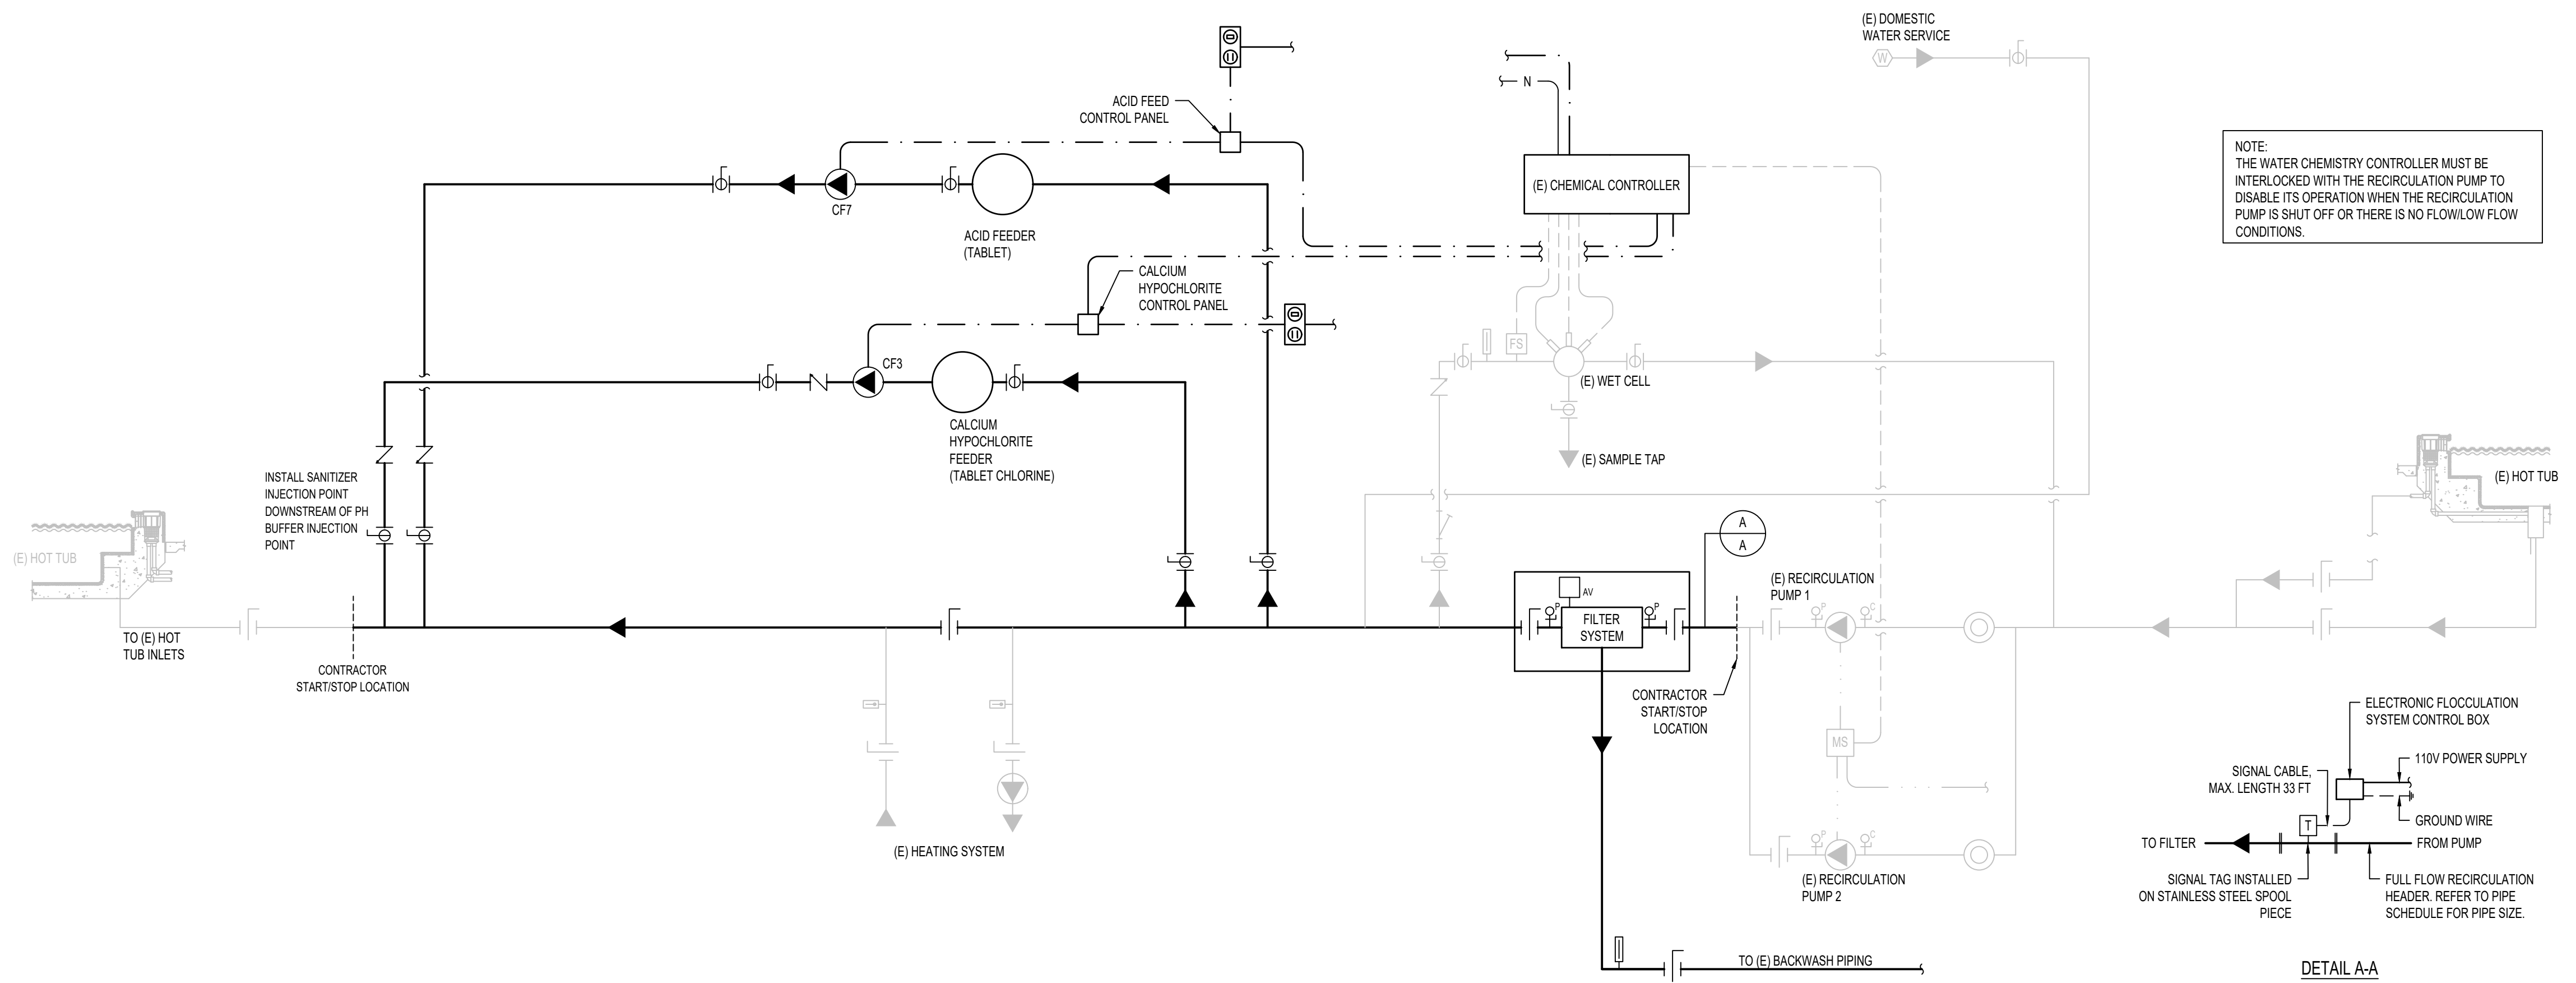 (E) DOMESTIC
WATER SERVICE
W
N
ACID FEED
CONTROL PANEL
NOTE:
THE WATER CHEMISTRY CONTROLLER MUST BE
INTERLOCKED WITH THE RECIRCULATION PUMP TO
DISABLE ITS OPERATION WHEN THE RECIRCULATION
PUMP IS SHUT OFF OR THERE IS NO FLOW/LOW FLOW
CONDITIONS.
(E) CHEMICAL CONTROLLER
CF7
ACID FEEDER
(TABLET)
CALCIUM
HYPOCHLORITE
CONTROL PANEL
FS
CF3
(E) WET CELL
CALCIUM
HYPOCHLORITE
FEEDER
(TABLET CHLORINE)
(E) SAMPLE TAP
INSTALL SANITIZER
INJECTION POINT
DOWNSTREAM OF PH
BUFFER INJECTION
POINT
(E) HOT TUB
(E) HOT TUB
A
A
(E) RECIRCULATION
PUMP 1
AV
P
P
FILTER
SYSTEM
P
C
TO (E) HOT
TUB INLETS
CONTRACTOR
START/STOP LOCATION
CONTRACTOR
START/STOP
LOCATION
MS
ELECTRONIC FLOCCULATION
SYSTEM CONTROL BOX
110V POWER SUPPLY
SIGNAL CABLE,
MAX. LENGTH 33 FT
GROUND WIRE
T
TO FILTER
FROM PUMP
(E) HEATING SYSTEM
P
C
(E) RECIRCULATION
PUMP 2
SIGNAL TAG INSTALLED
ON STAINLESS STEEL SPOOL
PIECE
FULL FLOW RECIRCULATION
HEADER. REFER TO PIPE
SCHEDULE FOR PIPE SIZE.
TO (E) BACKWASH PIPING
DETAIL A-A